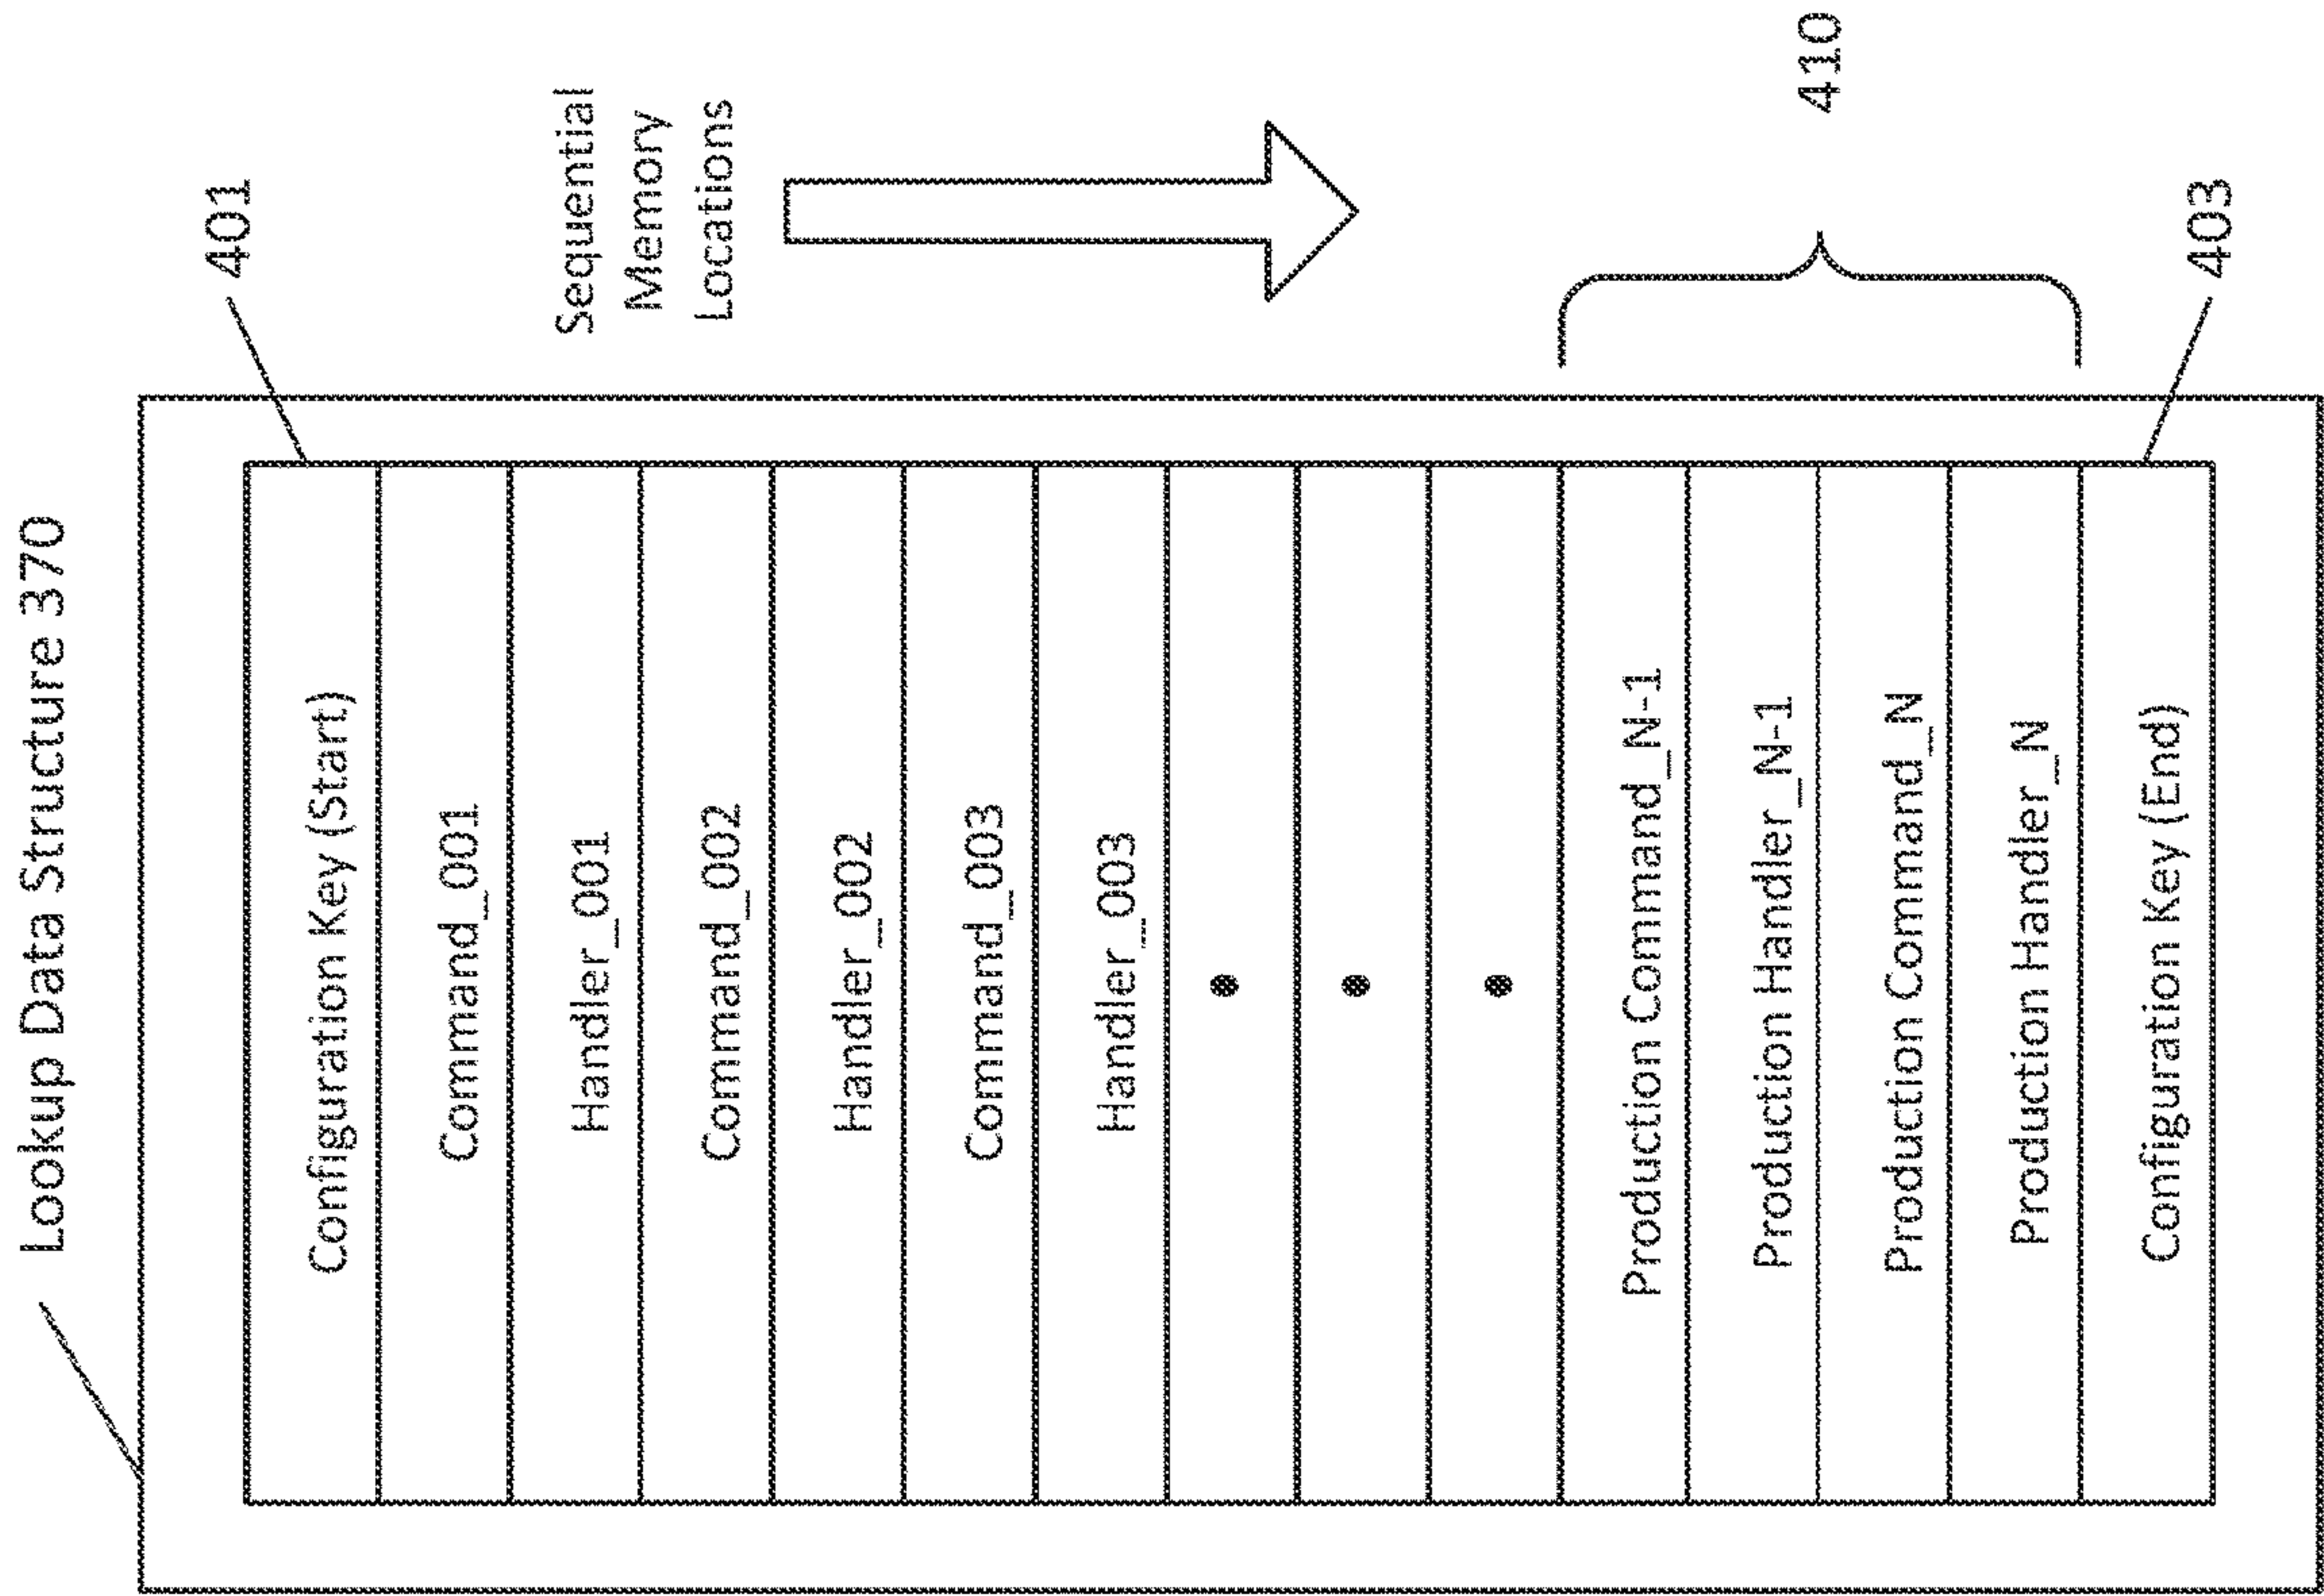 Lookup Data Structure 370
401
Configuration Key (Start)
Command_001
Handler_001
Command_002
Handler_002
Command_003
Handler_003
Production Command_N-1
Production Handler_N-1
Production Command_N
Production Handler_N
Configuration Key (End)
Sequential
Memory
Locations
410
403